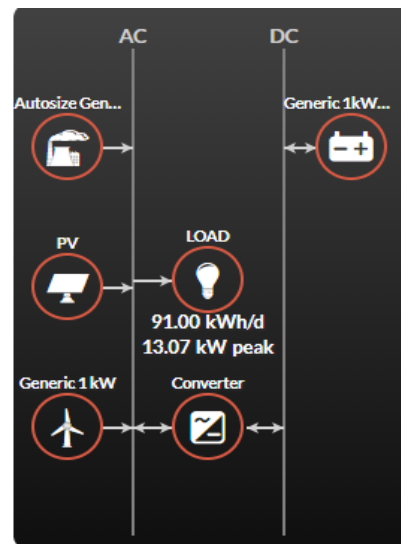 AC DC
Autosize Gen...
Generic 1kW...
PV
LOAD
91.00 kWh/d
13.07 kW peak
Generic 1 kW
Converter